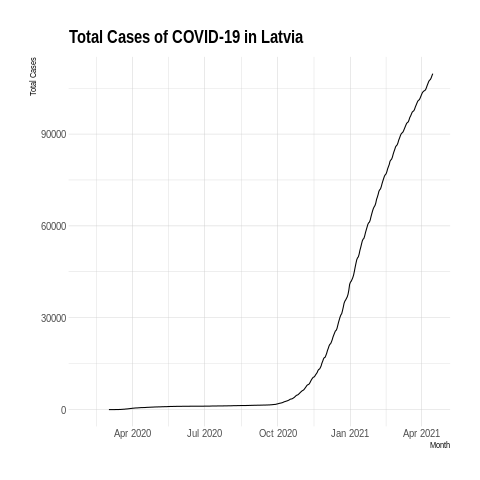 Total Cases of COVID-19 in Latvia
Total Cases
90000
60000
30000
0
Apr 2020 Jul 2020 Oct 2020 Jan 2021 Apr 2021
Month